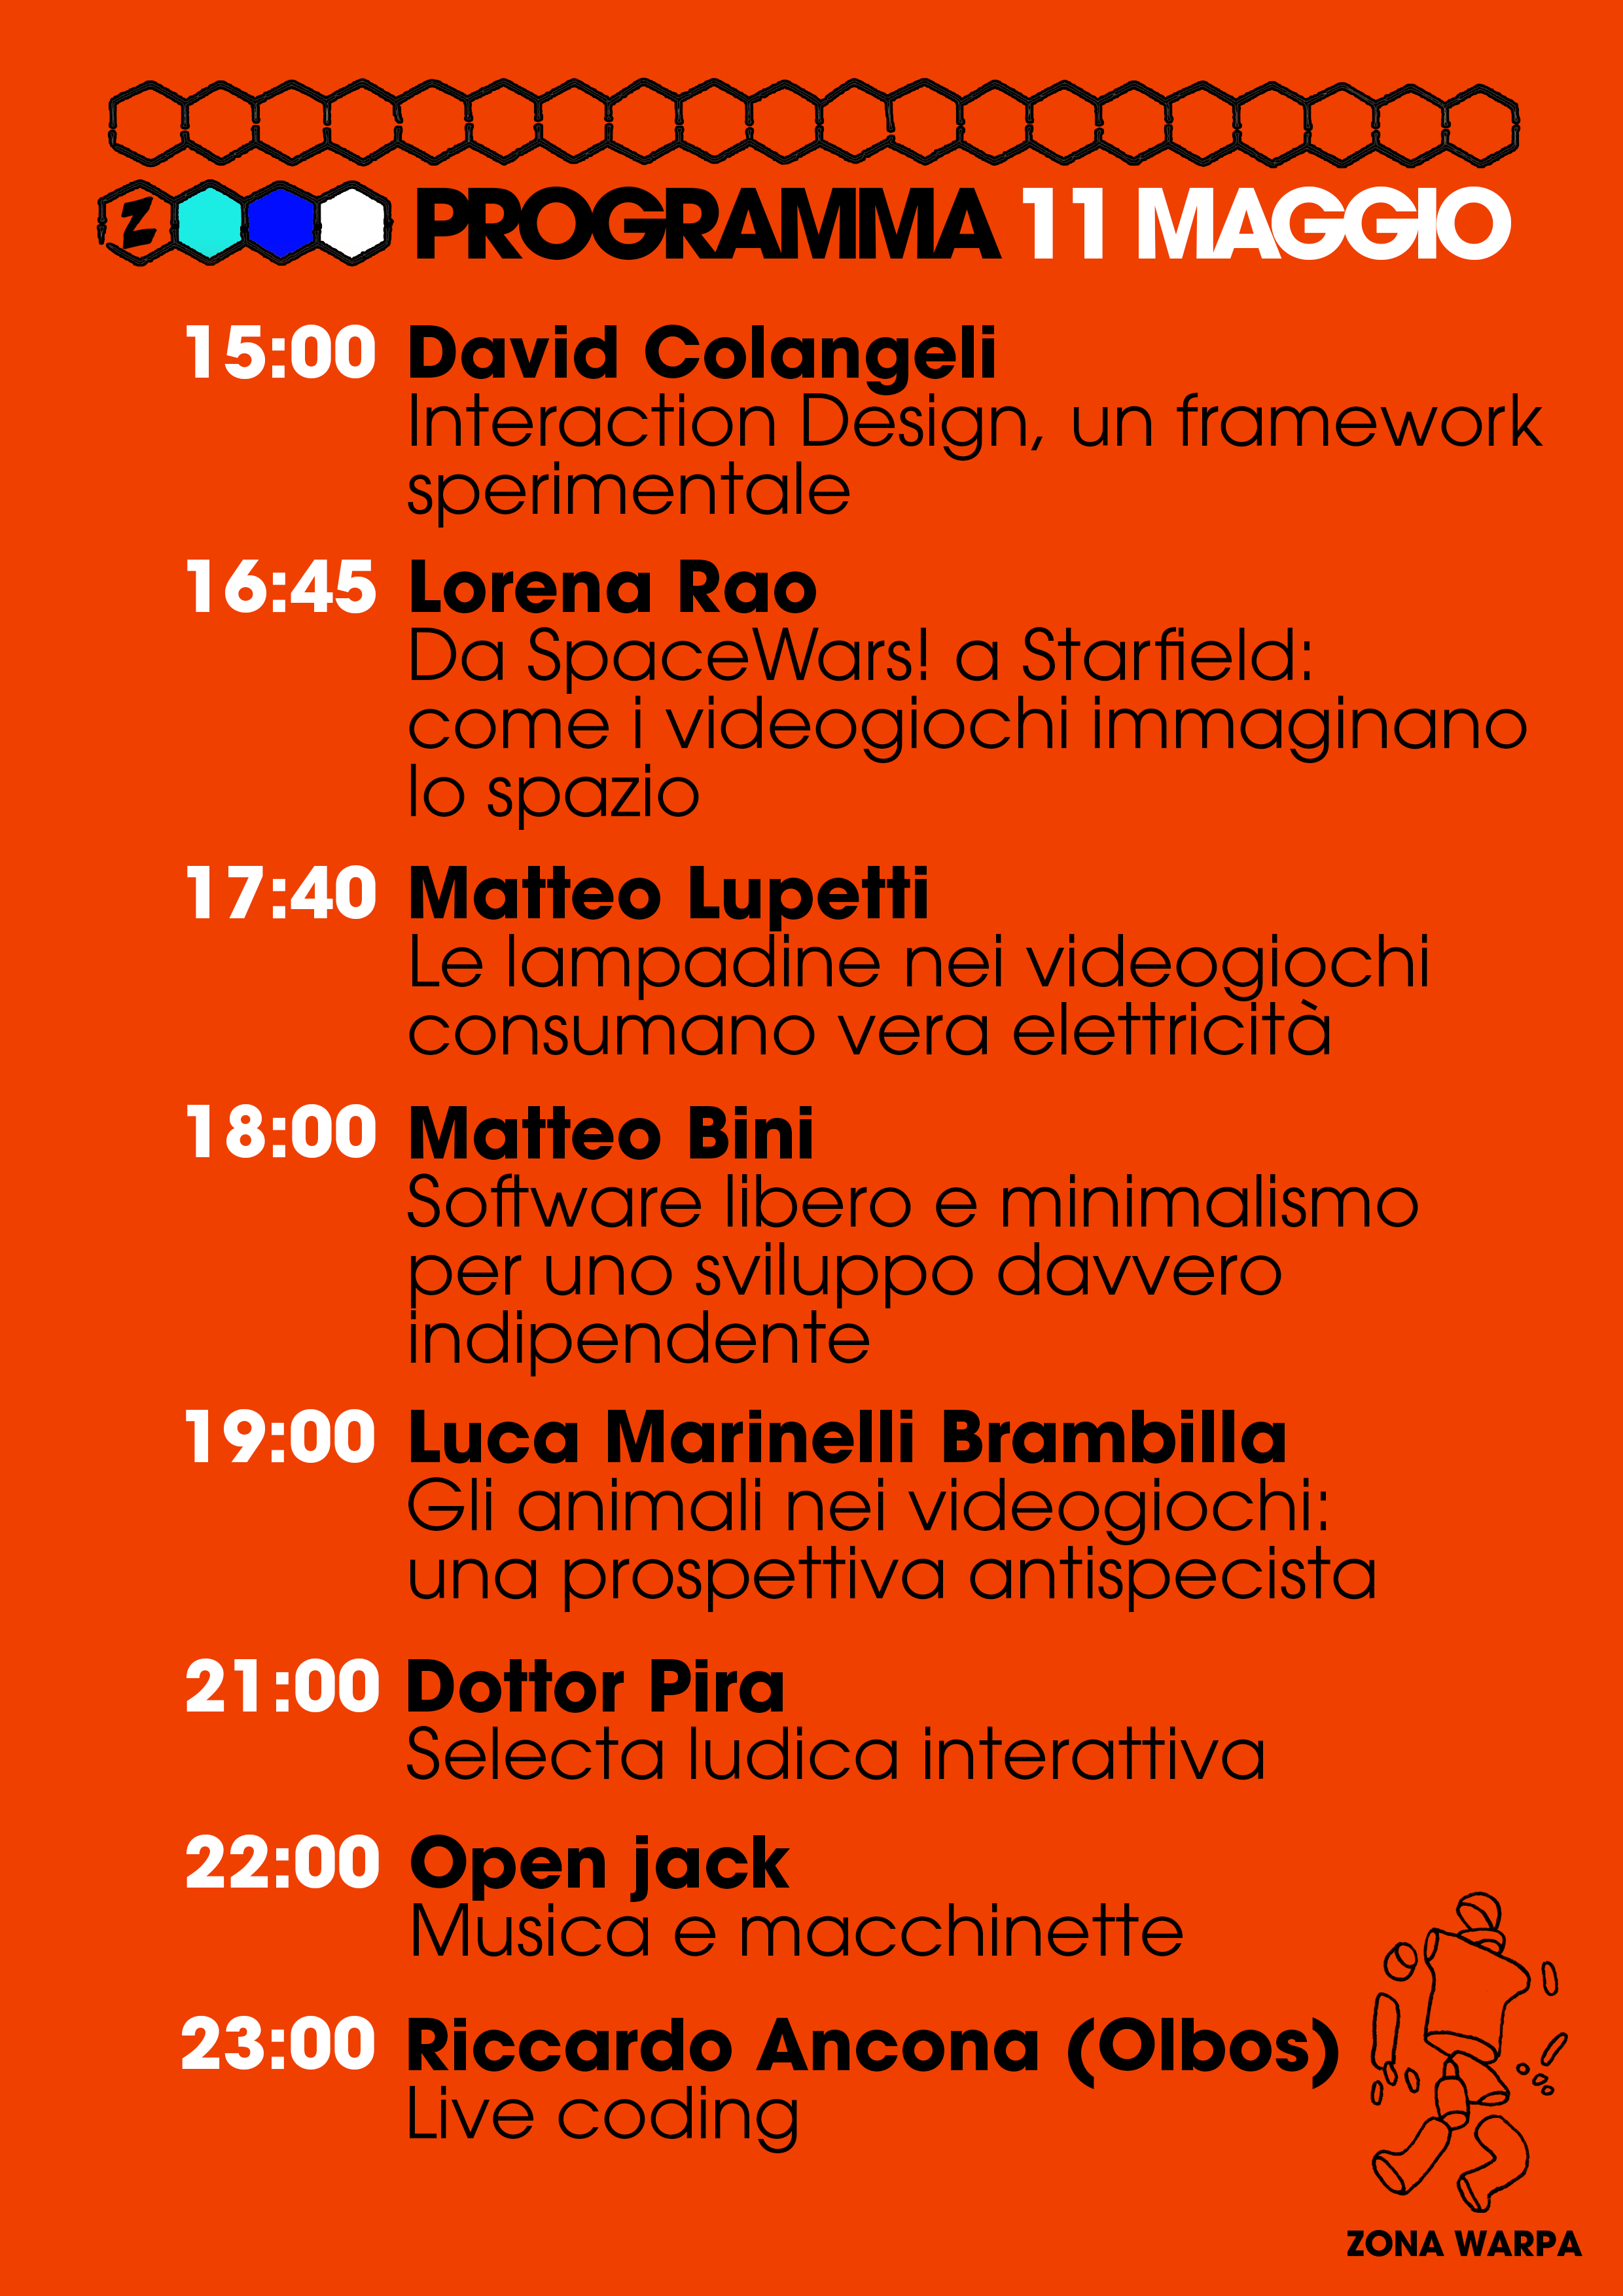 Z PROGRAMMA 11 MAGGIO
15:00 David Colangeli
Interaction Design, un framework
sperimentale
16:45 Lorena Rao
Da SpaceWars! a Starfield:
come i videogiochi immaginano
lo spazio
17:40 Matteo Lupetti
Le lampadine nei videogiochi
consumano vera elettricità
18:00 Matteo Bini
Software libero e minimalismo
per uno sviluppo davvero
indipendente
19:00 Luca Marinelli Brambilla
Gli animali nei videogiochi:
una prospettiva antispecista
21:00 Dottor Pira
Selecta ludica interattiva
22:00 Open jack
Musica e macchinette
23:00 Riccardo Ancona (Olbos)
Live coding
ZONA WARPA